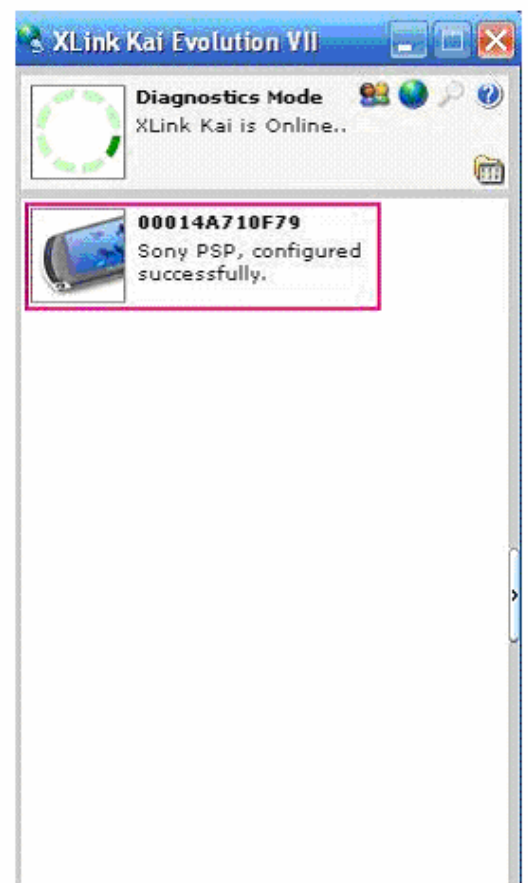 XLink Kai Evolution VII
Diagnostics Mode
XLink Kai is Online..
00014A710F79
Sony PSP, configured
successfully.